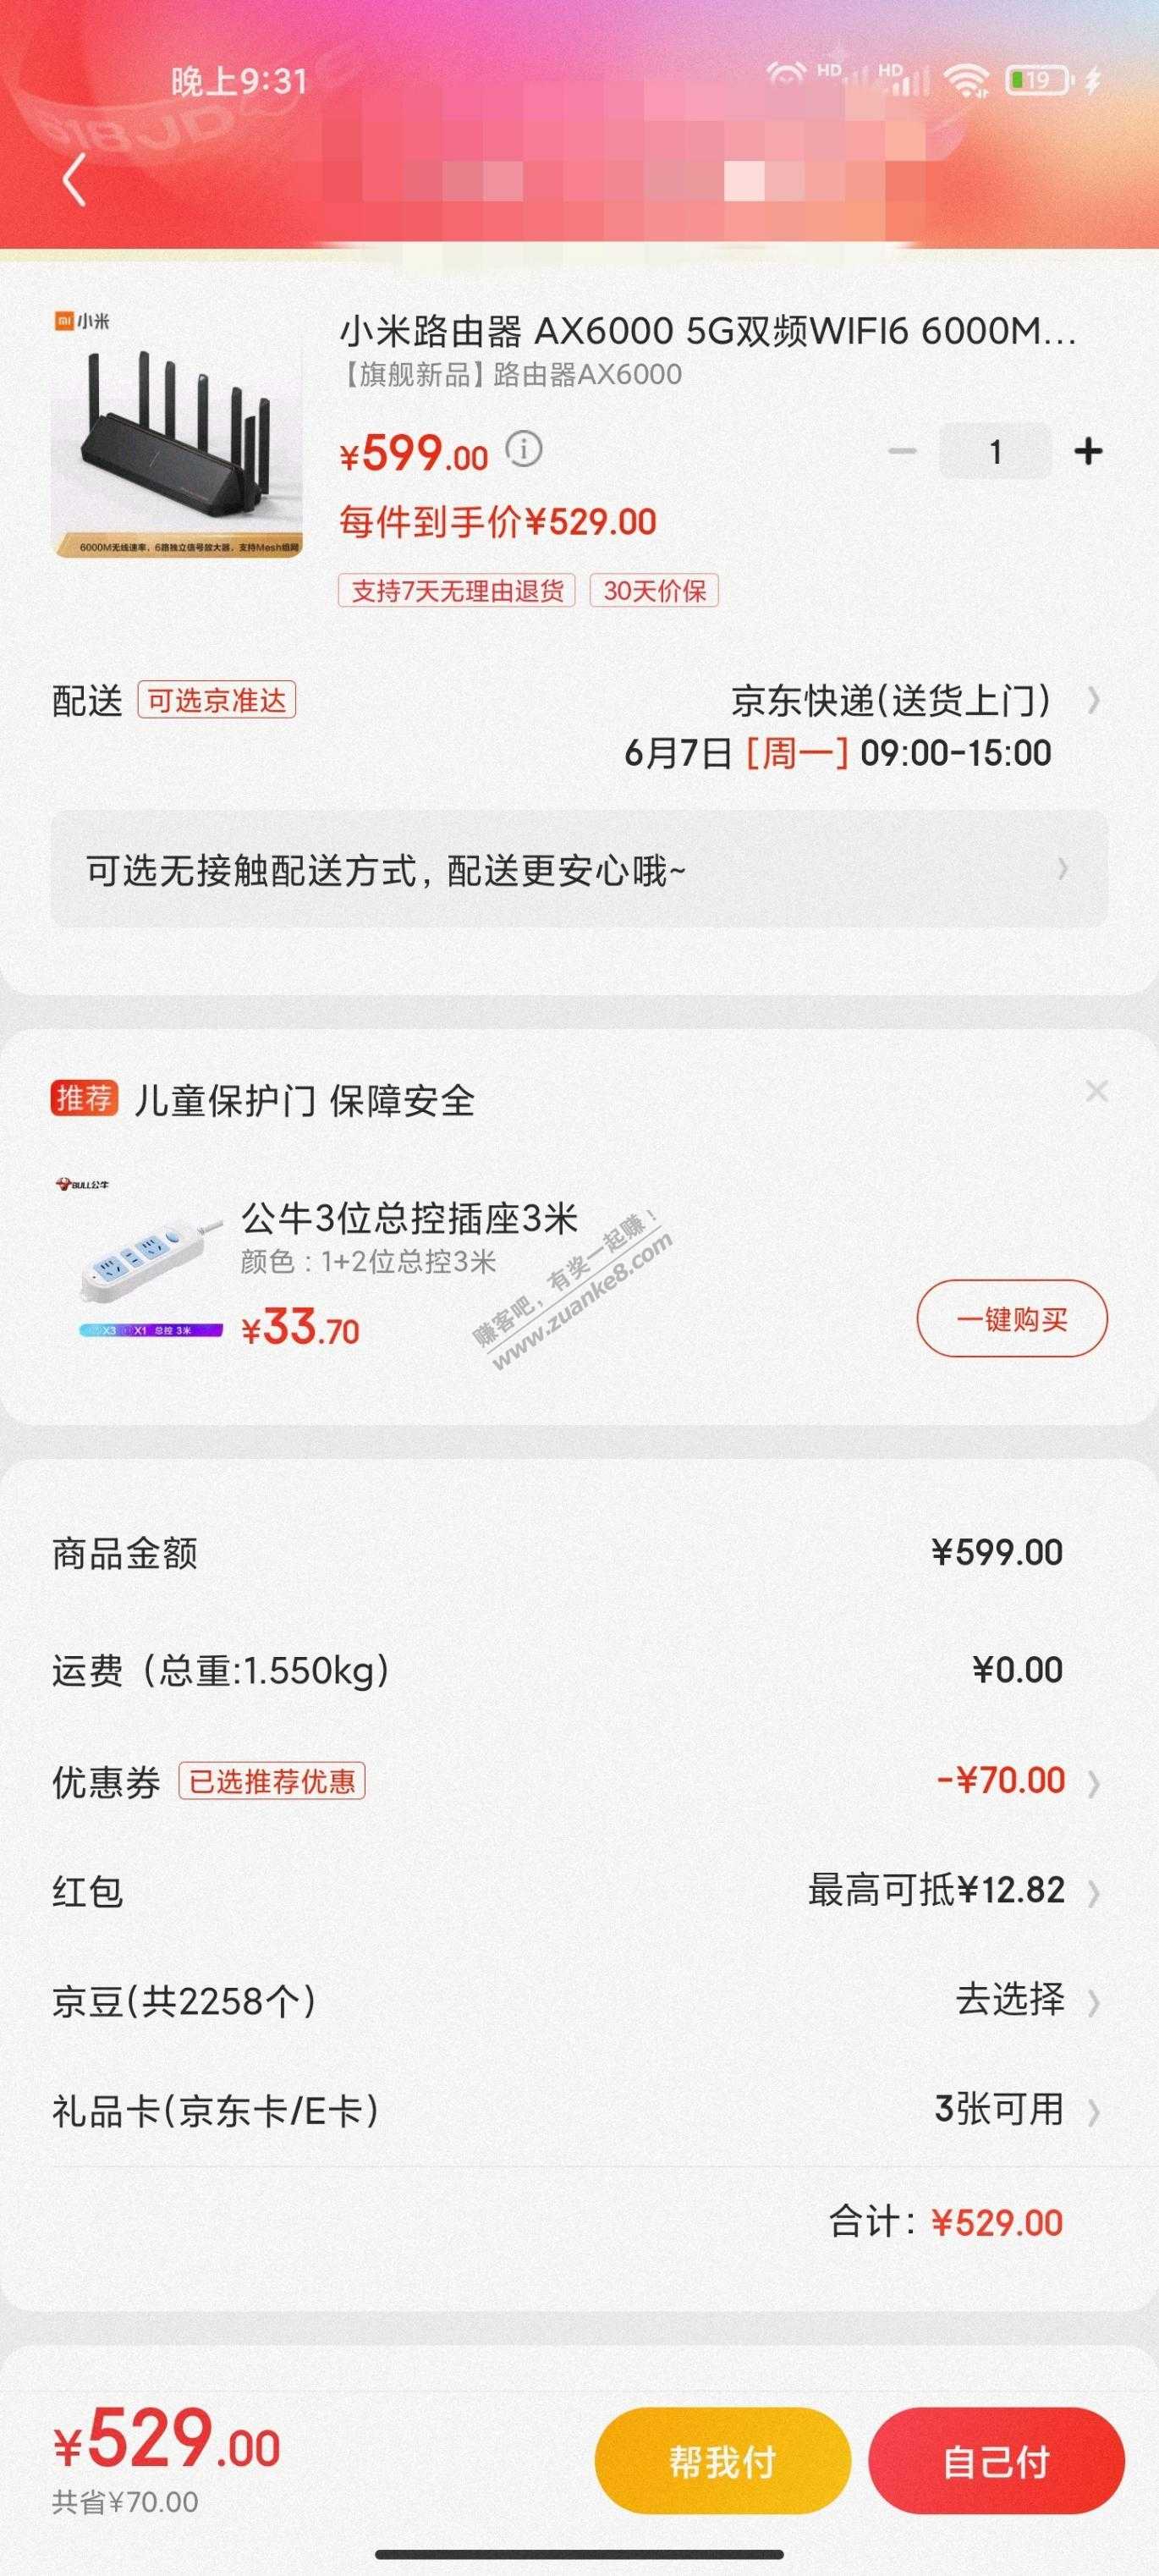 晚上9:31
HD
HD
19
618JD
小米
小米路由器 AX6000 5G双频WIFI6 6000M...
【旗舰新品】路由器AX6000
¥599.00
1
每件到手价¥529.00
6000M无线速率，6路独立信号放大器，支持Mesh组网
支持7天无理由退货
30天价保
配送
可选京准达
京东快递(送货上门)
6月7日 [周一] 09:00-15:00
可选无接触配送方式，配送更安心哦~
推荐
儿童保护门 保障安全
BULL公牛
公牛3位总控插座3米
颜色：1+2位总控3米
¥33.70
X3 X1 总控 3米
一键购买
赚客吧，有奖一起赚！
www.zuanke8.com
商品金额
¥599.00
运费（总重:1.550kg）
¥0.00
优惠券
已选推荐优惠
-¥70.00
红包
最高可抵¥12.82
京豆(共2258个)
去选择
礼品卡(京东卡/E卡)
3张可用
合计：¥529.00
¥529.00
共省¥70.00
帮我付
自己付